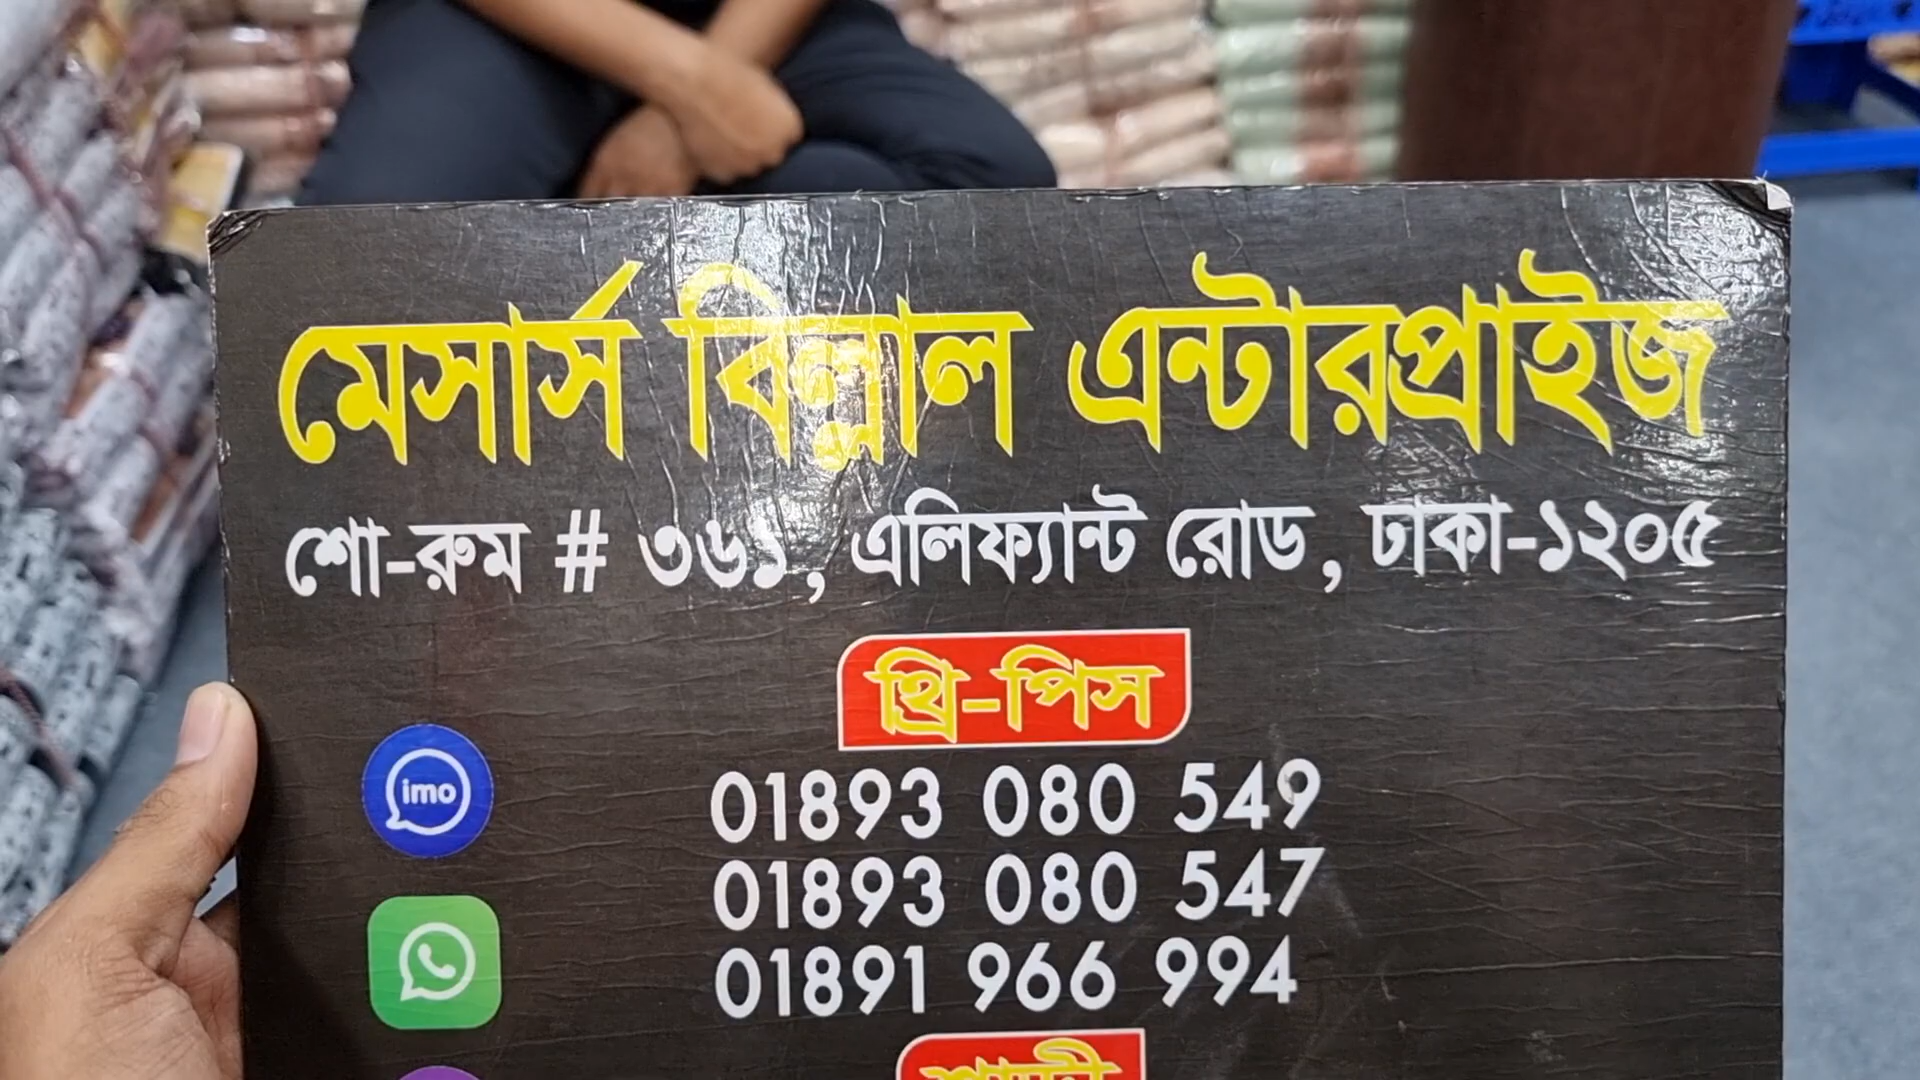 মেসার্স বিল্লাল এন্টারপ্রাইজ
শো-রুম # ৩৬১, এলিফ্যান্ট রোড, ঢাকা-১২০৫
থ্রি-পিস
imo
01893 080 549
01893 080 547
01891 966 994